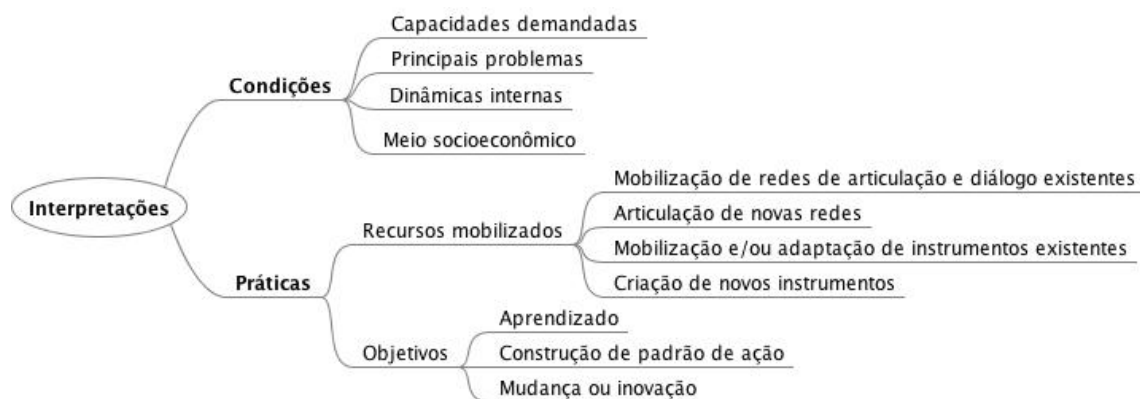 Interpretações
Condições
Capacidades demandadas
Principais problemas
Dinâmicas internas
Meio socioeconômico
Práticas
Recursos mobilizados
Mobilização de redes de articulação e diálogo existentes
Articulação de novas redes
Mobilização e/ou adaptação de instrumentos existentes
Criação de novos instrumentos
Objetivos
Aprendizado
Construção de padrão de ação
Mudança ou inovação